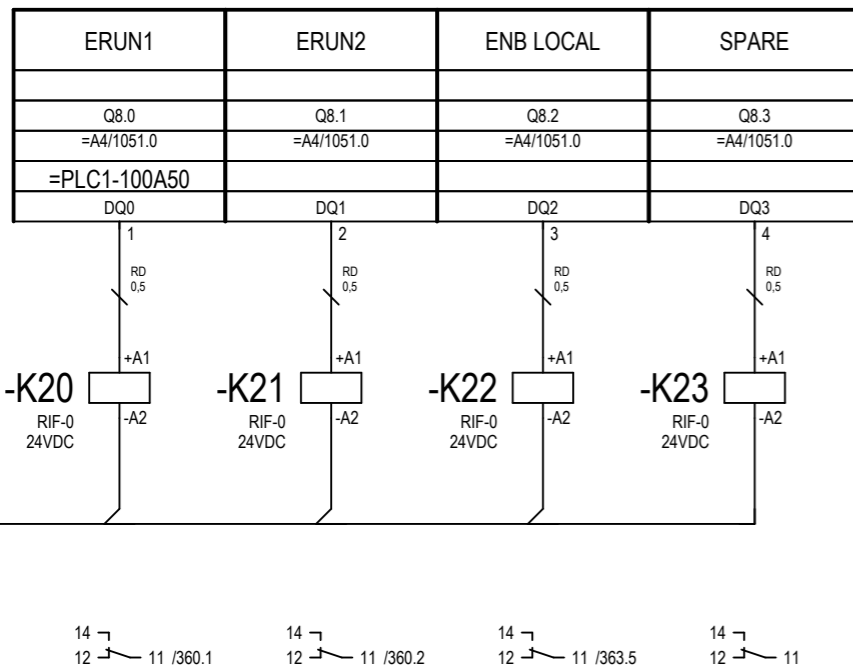 ERUN1 ERUN2 ENB LOCAL SPARE
Q8.0 Q8.1 Q8.2 Q8.3
=A4/1051.0 =A4/1051.0 =A4/1051.0 =A4/1051.0
=PLC1-100A50
DQ0 DQ1 DQ2 DQ3
1 2 3 4
RD RD RD RD
0,5 0,5 0,5 0,5
+A1 +A1 +A1 +A1
-K20 -K21 -K22 -K23
RIF-0 -A2 RIF-0 -A2 RIF-0 -A2 RIF-0 -A2
24VDC 24VDC 24VDC 24VDC
14 14 14 14
12 11 /360.1 12 11 /360.2 12 11 /363.5 12 11